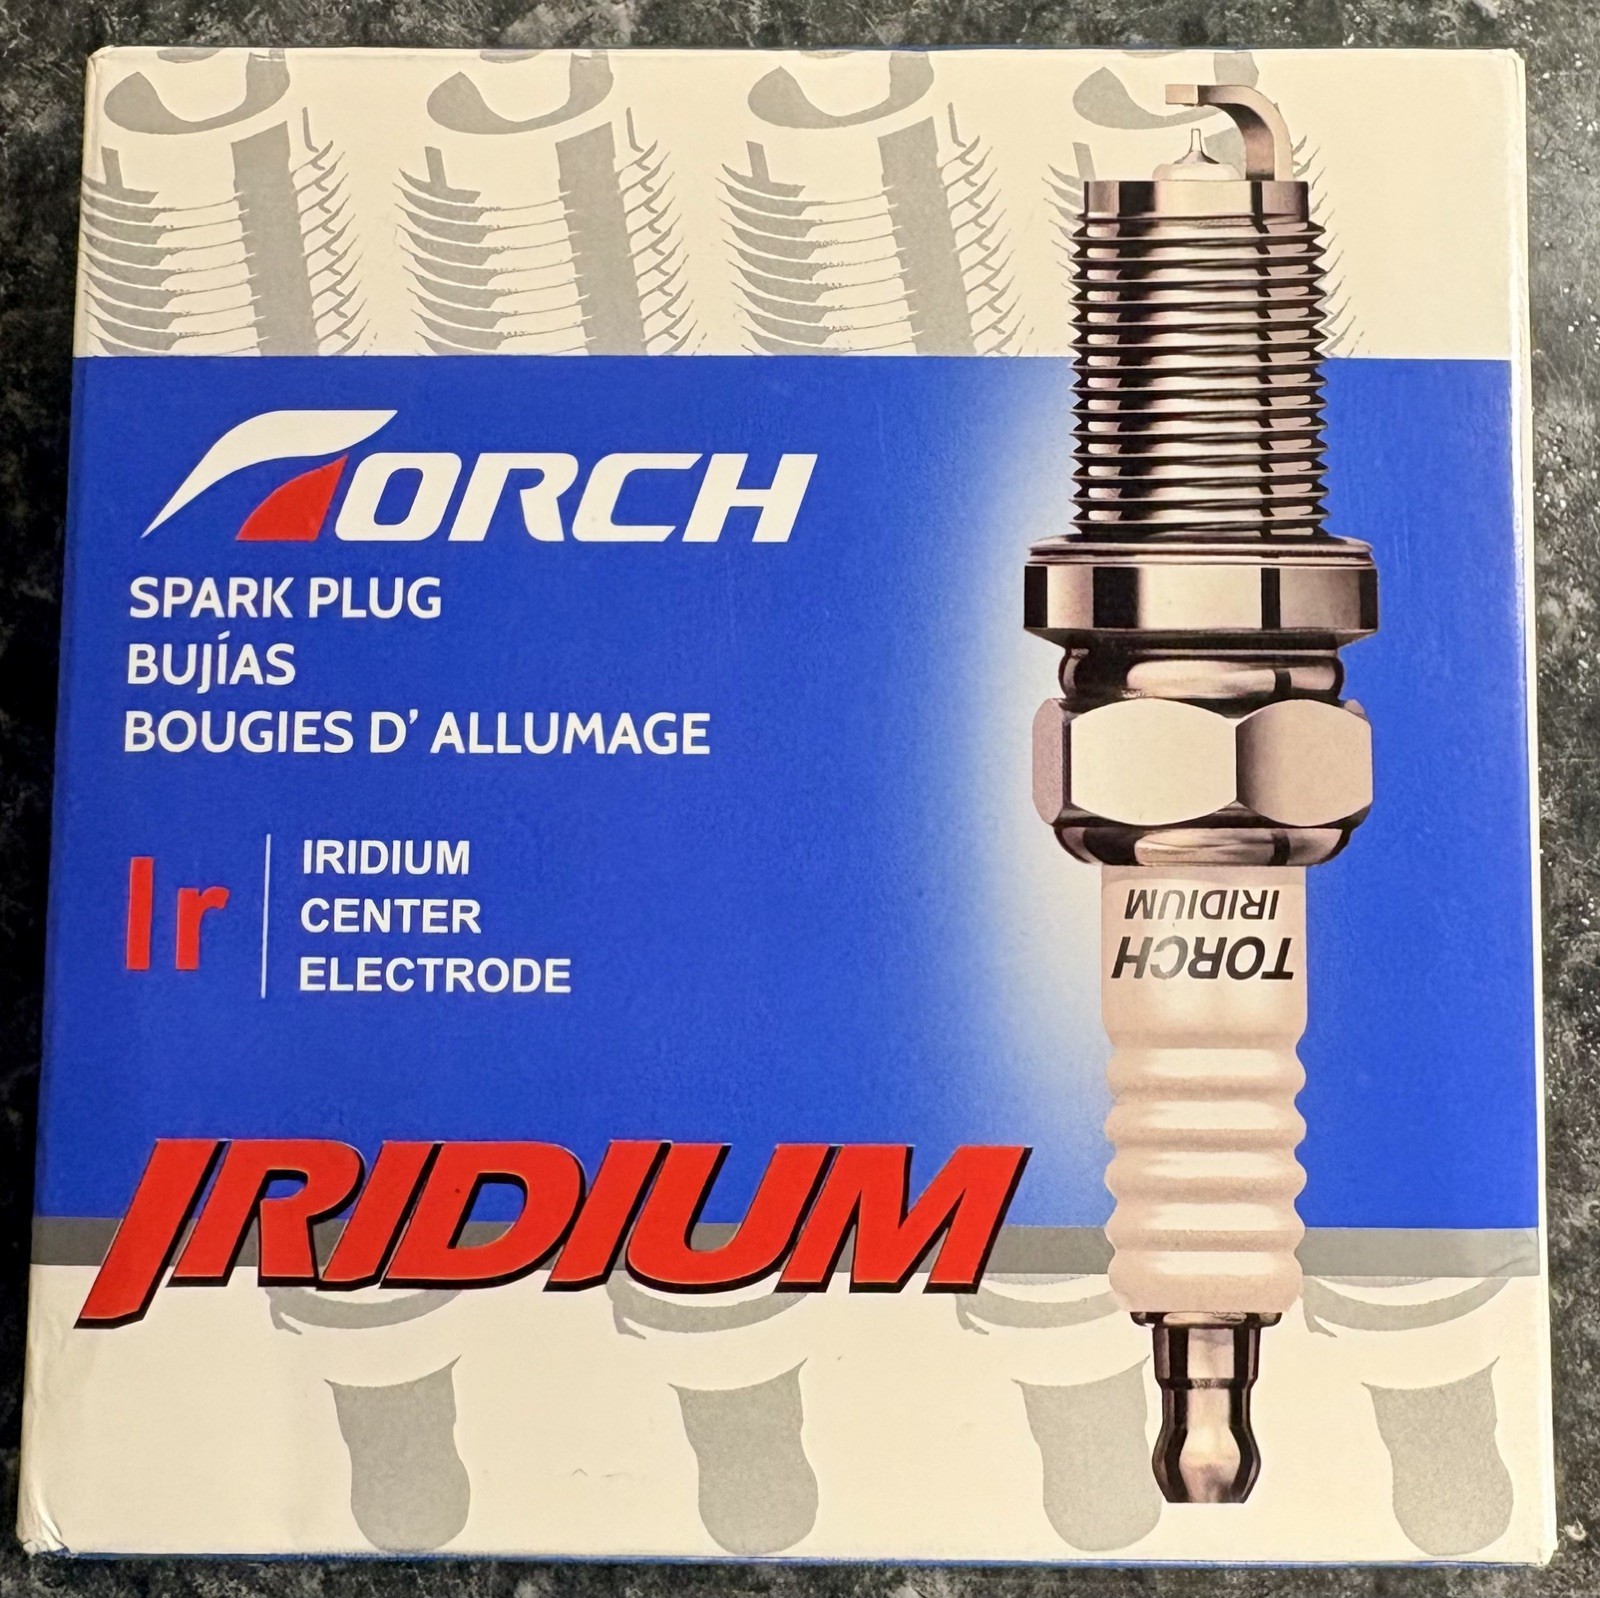 TORCH
SPARK PLUG
BUJÍAS
BOUGIES D' ALLUMAGE
Ir
IRIDIUM
CENTER
ELECTRODE
IRIDIUM
TORCH
IRIDIUM